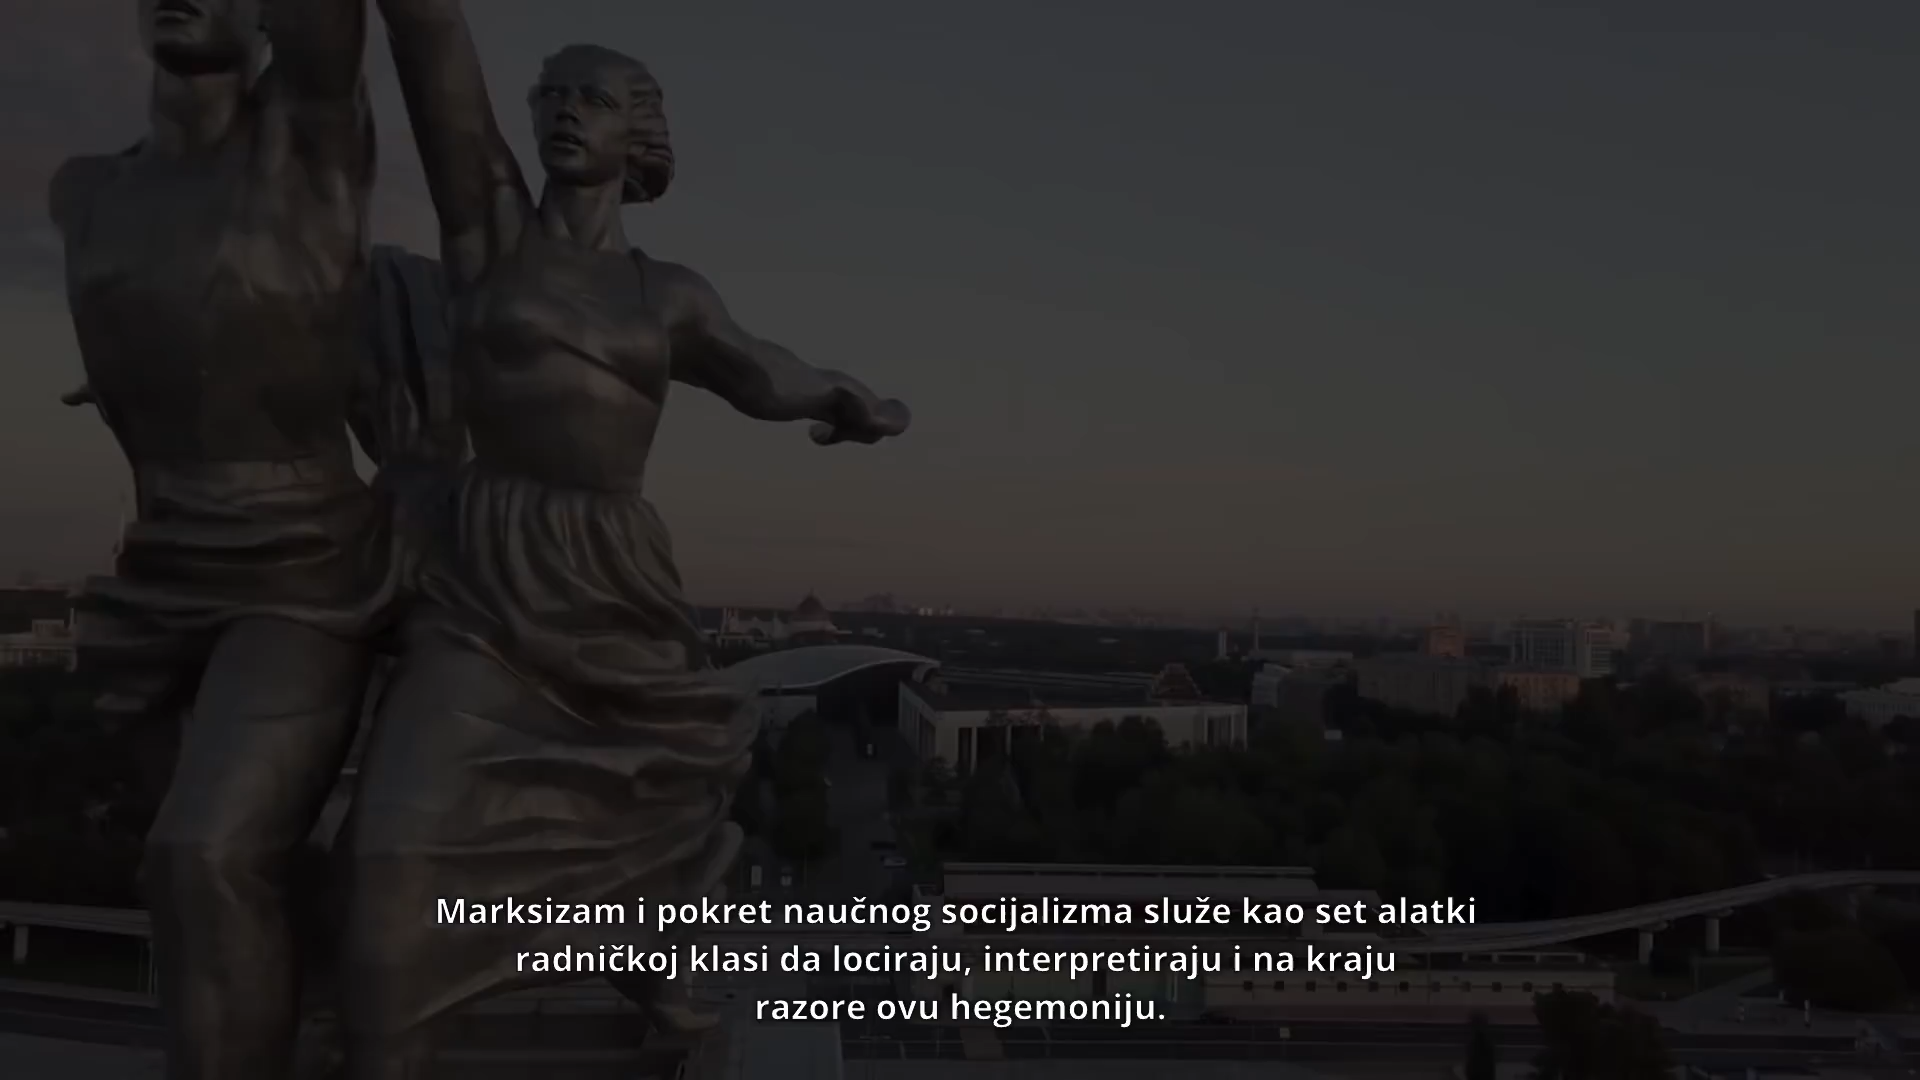 Marksizam i pokret naučnog socijalizma služe kao set alatki
radničkoj klasi da lociraju, interpretiraju i na kraju
razore ovu hegemoniju.